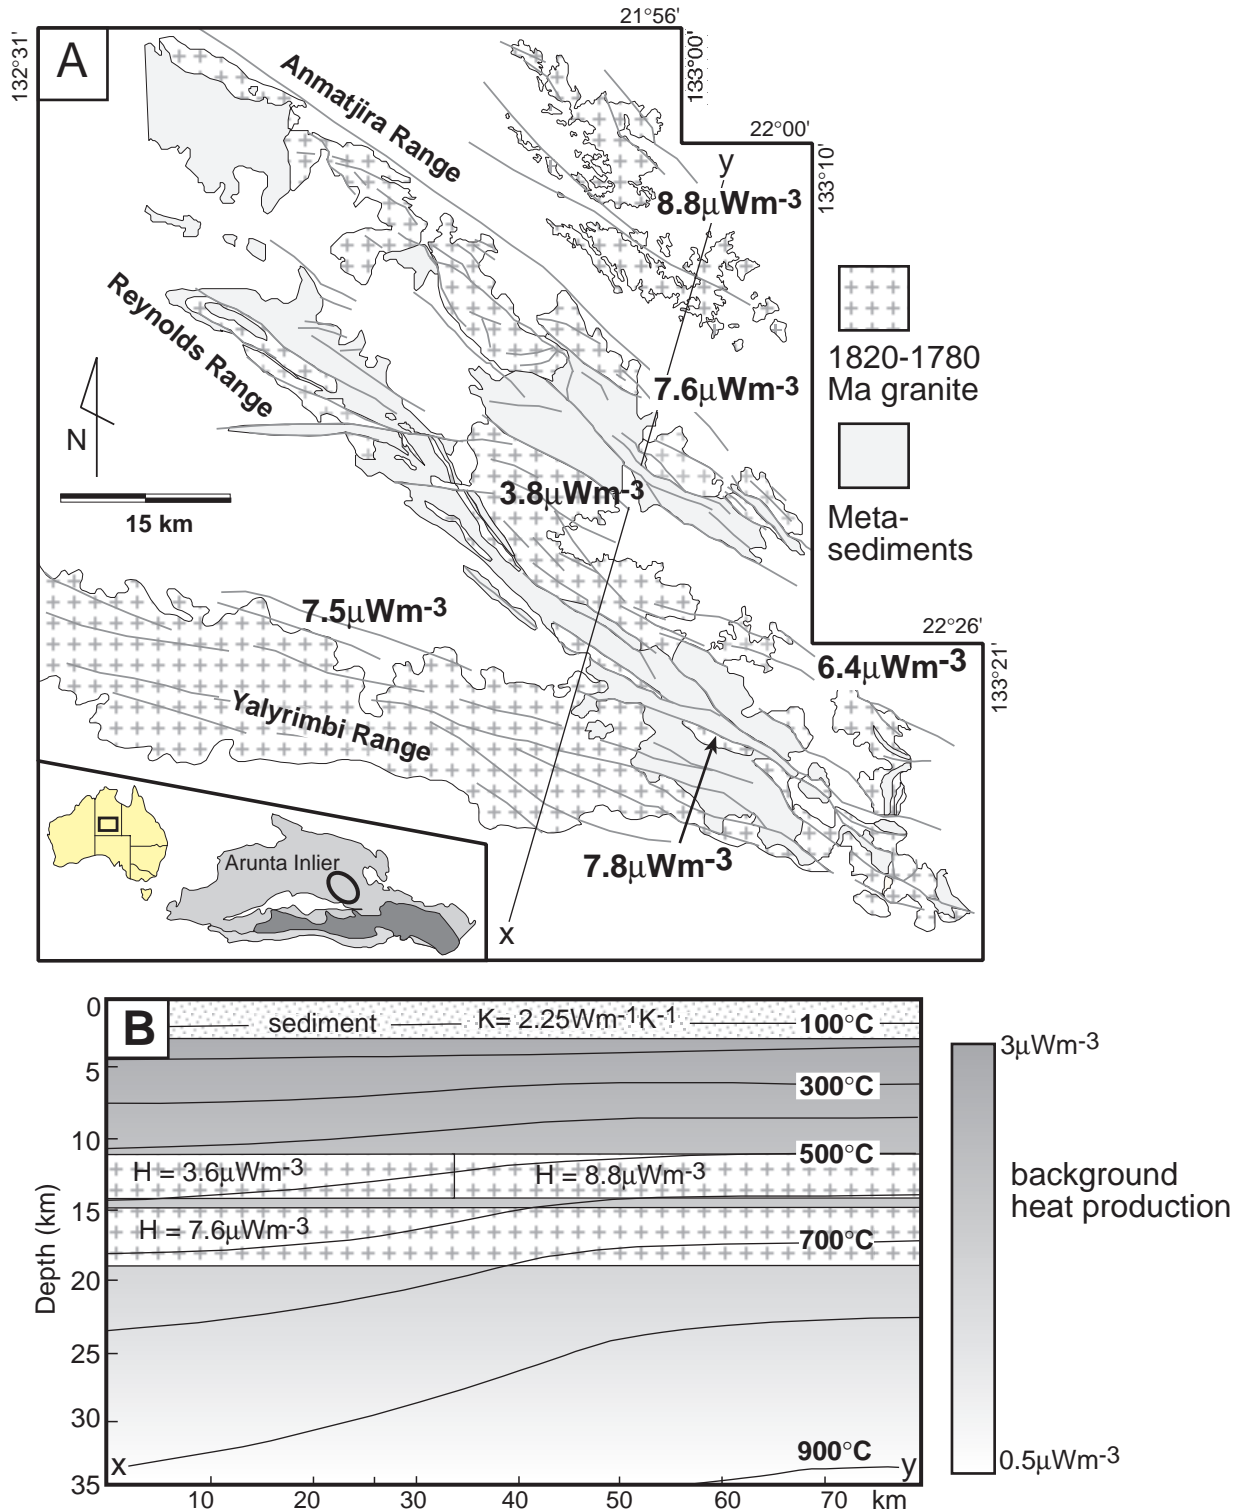 21°56'
132°31'
A
133°00'
Anmatjira Range
22°00'
y
133°10'
8.8μWm-3
Reynolds Range
1820-1780
Ma granite
7.6μWm-3
N
3.8μWm-3
15 km
Meta-
sediments
7.5μWm-3
22°26'
6.4μWm-3
133°21'
Yalyrimbi Range
Arunta Inlier
7.8μWm-3
x
0
B
sediment
K= 2.25Wm-1K-1
100°C
3μWm-3
5
300°C
10
500°C
H = 3.6μWm-3
H = 8.8μWm-3
background
heat production
15
H = 7.6μWm-3
700°C
Depth (km)
20
25
30
900°C
x
y
35
0.5μWm-3
10 20 30 40 50 60 70 km